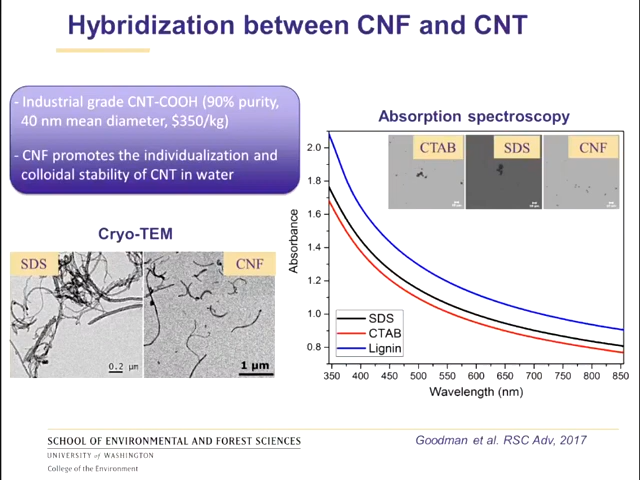 Hybridization between CNF and CNT
- Industrial grade CNT-COOH (90% purity,
40 nm mean diameter, $350/kg)
- CNF promotes the individualization and
colloidal stability of CNT in water
Cryo-TEM
SDS
CNF
0.2 µm
1 µm
Absorption spectroscopy
CTAB
SDS
CNF
Absorbance
2.0
1.8
1.6
1.4
1.2
1.0
0.8
SDS
CTAB
Lignin
350 400 450 500 550 600 650 700 750 800 850
Wavelength (nm)
SCHOOL OF ENVIRONMENTAL AND FOREST SCIENCES
UNIVERSITY of WASHINGTON
College of the Environment
Goodman et al. RSC Adv, 2017